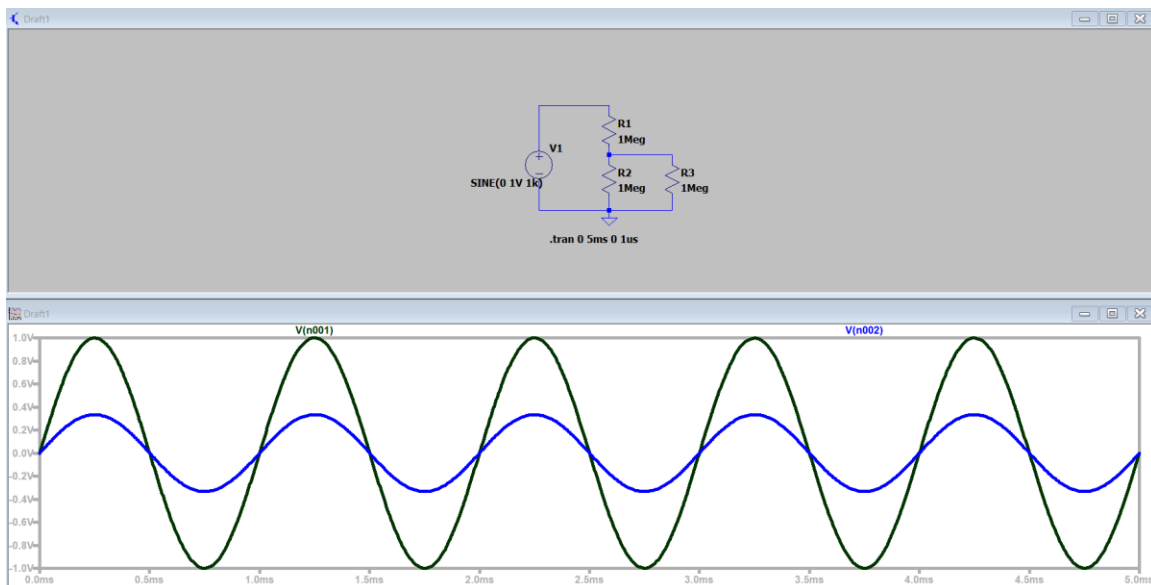 Draft1
R1
1Meg
V1
R2
1Meg
R3
1Meg
SINE(0 1V 1k)
.tran 0 5ms 0 1us
Draft1
V(n001)
V(n002)
1.0V
0.8V
0.6V
0.4V
0.2V
0.0V
-0.2V
-0.4V
-0.6V
-0.8V
-1.0V
0.0ms
0.5ms
1.0ms
1.5ms
2.0ms
2.5ms
3.0ms
3.5ms
4.0ms
4.5ms
5.0ms